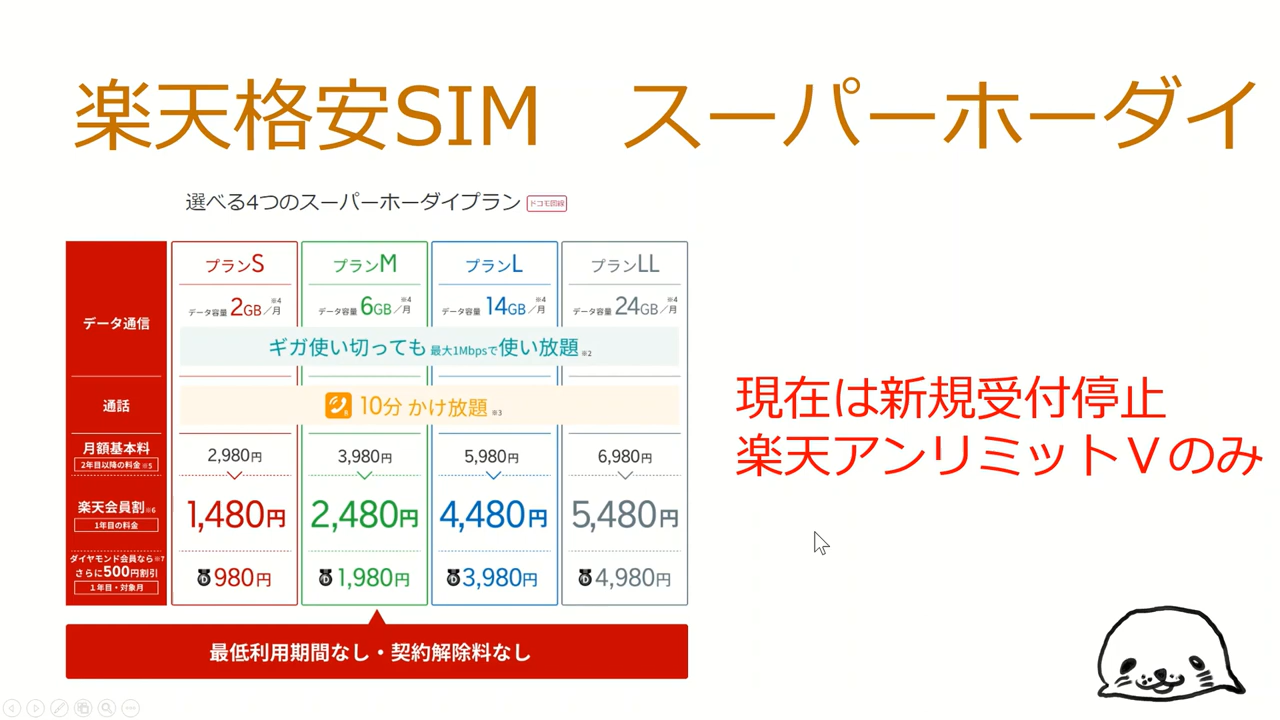 楽天格安SIM　スーパーホーダイ
選べる4つのスーパーホーダイプラン ドコモ回線
データ通信
プランS プランM プランL プランLL
データ容量 2GB/月 ※4 データ容量 6GB/月 ※4 データ容量 14GB/月 ※4 データ容量 24GB/月 ※4
ギガ使い切っても 最大1Mbpsで使い放題 ※2
通話
10分 かけ放題 ※3
月額基本料
2年目以降の料金 ※5
2,980円 3,980円 5,980円 6,980円
楽天会員割 ※6
1年目の料金
1,480円 2,480円 4,480円 5,480円
ダイヤモンド会員なら ※7
さらに500円割引
1年目・対象月
D 980円 D 1,980円 D 3,980円 D 4,980円
最低利用期間なし・契約解除料なし
現在は新規受付停止
楽天アンリミットVのみ